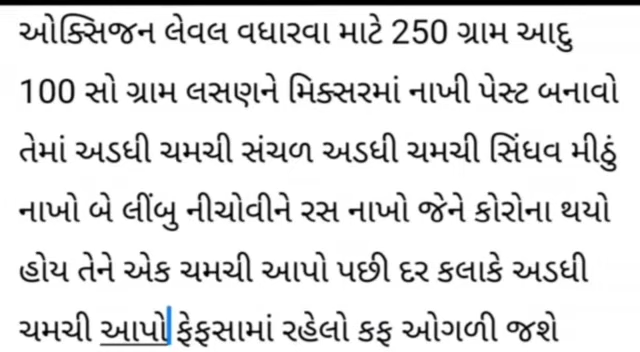 ઓક્સિજન લેવલ વધારવા માટે 250 ગ્રામ આદુ
100 સો ગ્રામ લસણને મિક્સરમાં નાખી પેસ્ટ બનાવો
તેમાં અડધી ચમચી સંચળ અડધી ચમચી સિંધવ મીઠું
નાખો બે લીંબુ નીચોવીને રસ નાખો જેને કોરોના થયો
હોય તેને એક ચમચી આપો પછી દર કલાકે અડધી
ચમચી આપો ફેફસામાં રહેલો કફ ઓગળી જશે